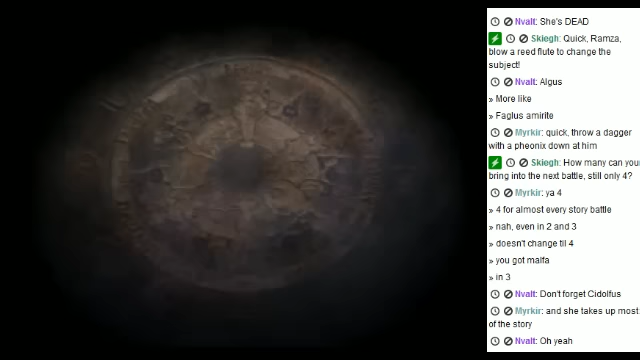 Nvalt: She's DEAD
Skiegh: Quick, Ramza,
blow a reed flute to change the
subject!
Nvalt: Algus
» More like
» Faglus amirite
Myrkir: quick, throw a dagger
with a pheonix down at him
Skiegh: How many can you
bring into the next battle, still only 4?
Myrkir: ya 4
» 4 for almost every story battle
» nah, even in 2 and 3
» doesn't change til 4
» you got malfa
» in 3
Nvalt: Don't forget Cidolfus
Myrkir: and she takes up most
of the story
Nvalt: Oh yeah